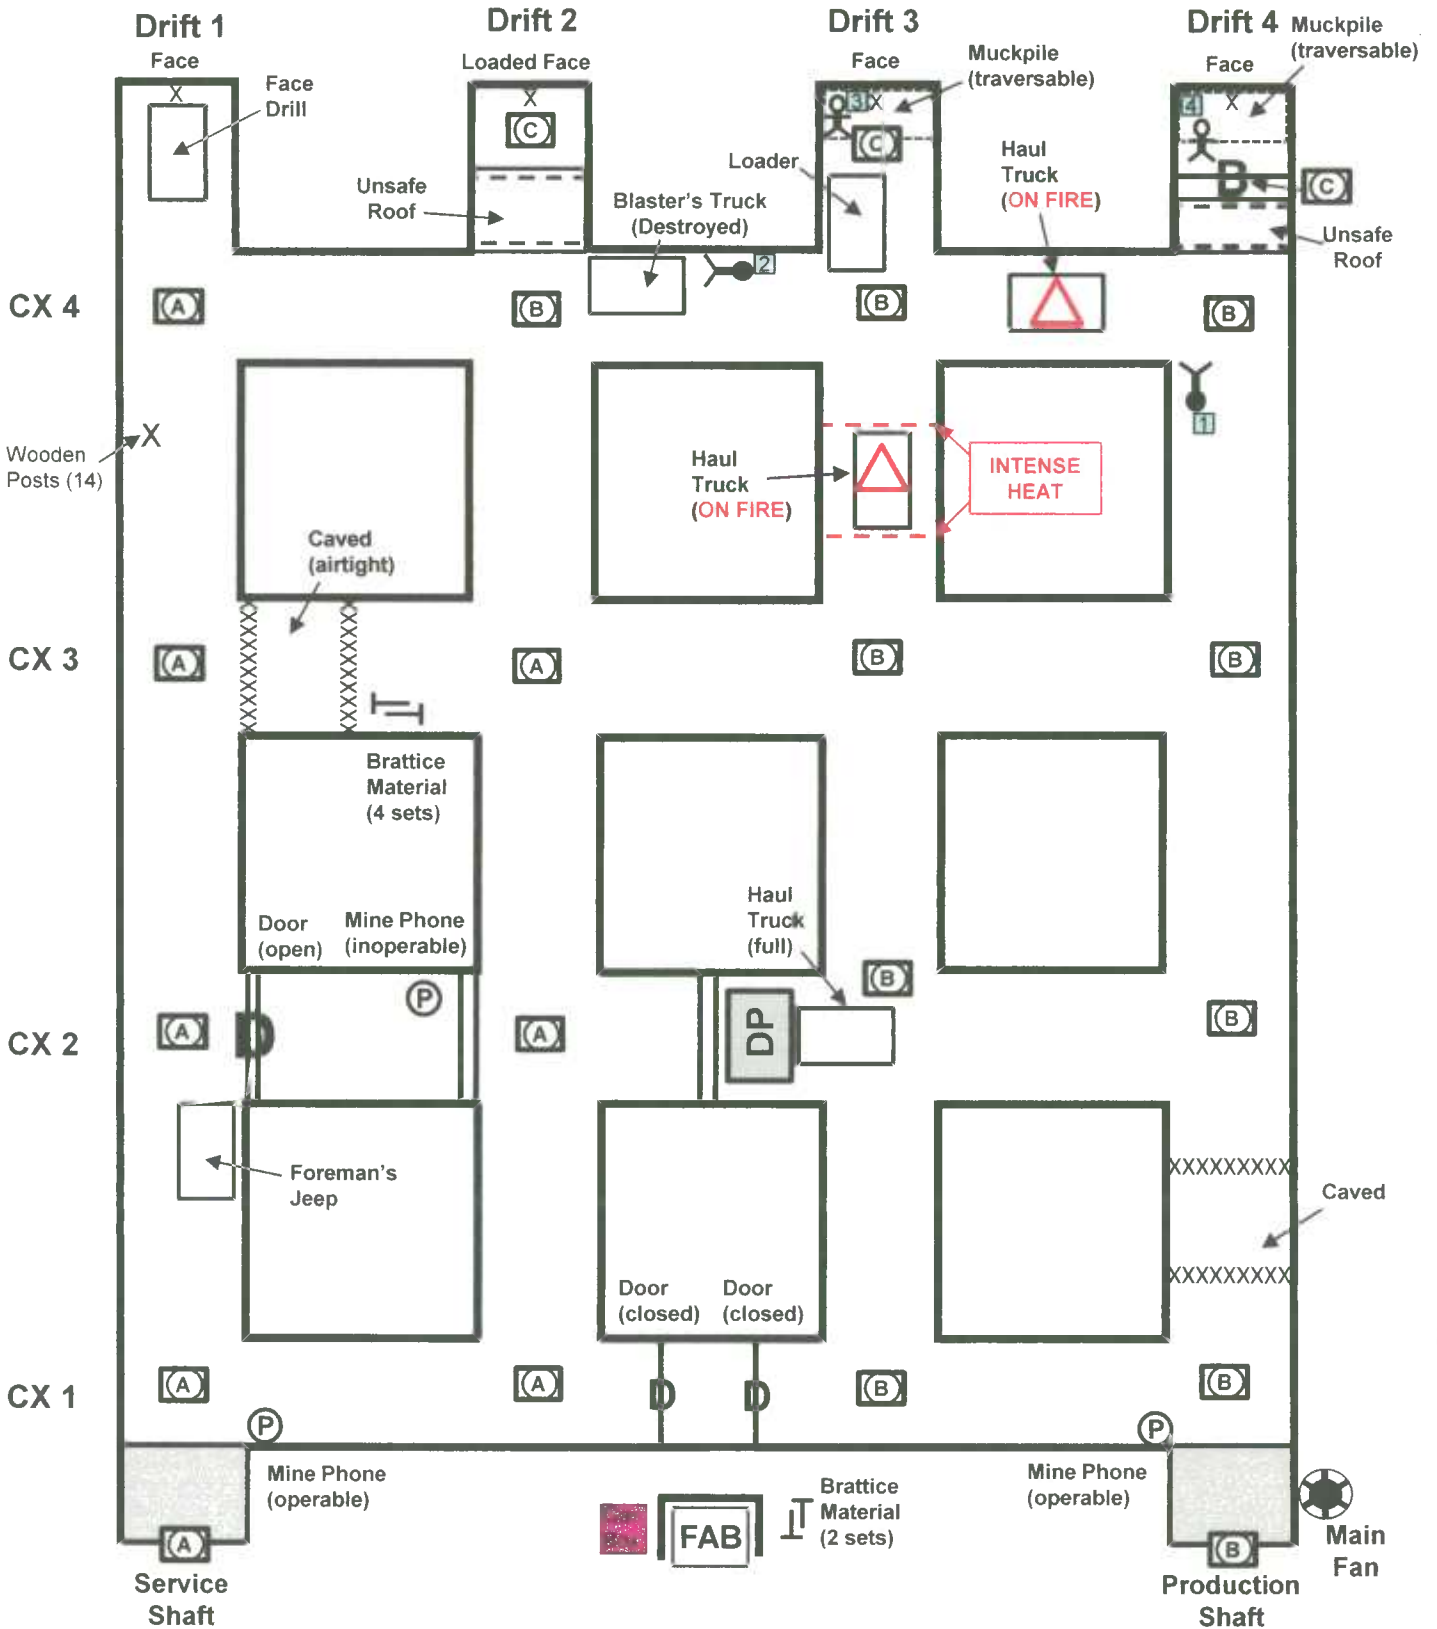 Drift 1
Drift 2
Drift 3
Drift 4
Face
Loaded Face
Face
Face
Muckpile
(traversable)
Muckpile
(traversable)
Face
Drill
X
X
C
3
X
C
4
X
Loader
Haul
Truck
(ON FIRE)
D
C
Unsafe
Roof
Blaster's Truck
(Destroyed)
2
Unsafe
Roof
CX 4
A
B
B
B
1
Wooden
Posts (14)
X
Haul
Truck
(ON FIRE)
INTENSE
HEAT
Caved
(airtight)
CX 3
A
A
B
B
Brattice
Material
(4 sets)
Door
(open)
Mine Phone
(inoperable)
Haul
Truck
(full)
P
B
CX 2
A
D
A
DP
B
Foreman's
Jeep
XXXXXXXXX
Caved
XXXXXXXXX
Door
(closed)
Door
(closed)
CX 1
A
A
D
D
B
B
P
P
Mine Phone
(operable)
FAB
Brattice
Material
(2 sets)
Mine Phone
(operable)
A
B
Main
Fan
Service
Shaft
Production
Shaft